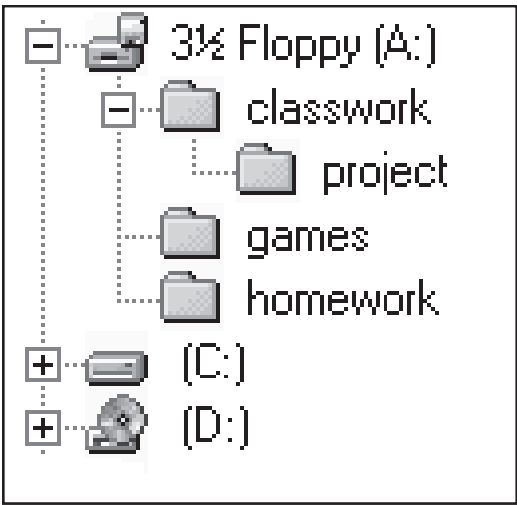 3½ Floppy (A:)
classwork
project
games
homework
(C:)
(D:)